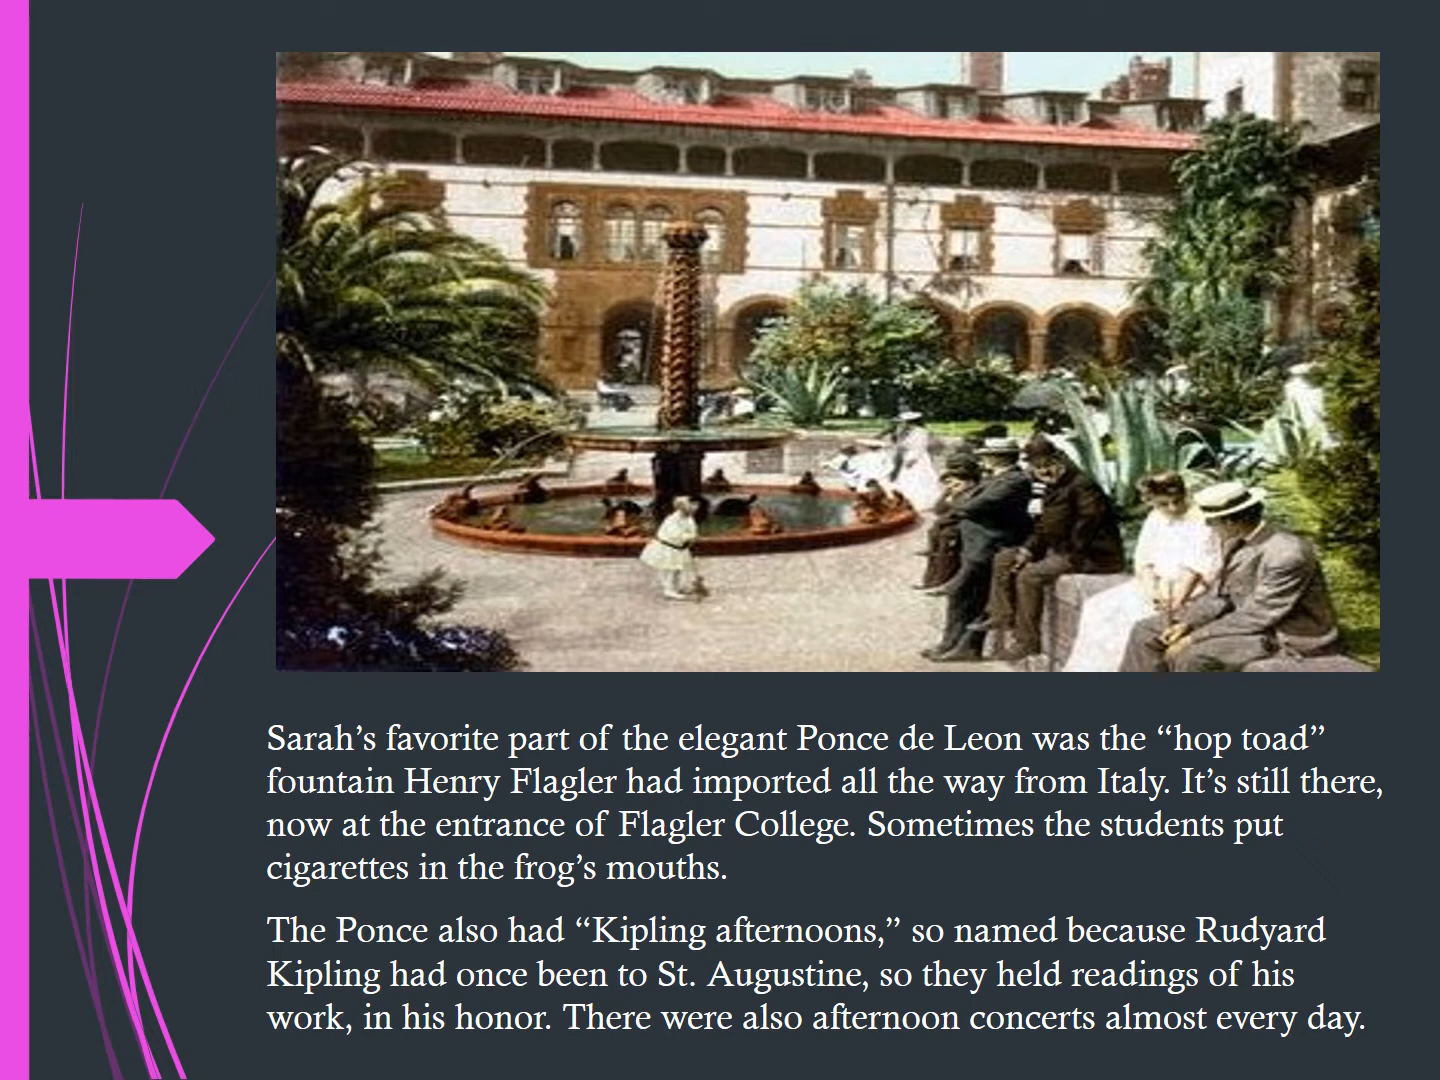 Sarah’s favorite part of the elegant Ponce de Leon was the “hop toad”
fountain Henry Flagler had imported all the way from Italy. It’s still there,
now at the entrance of Flagler College. Sometimes the students put
cigarettes in the frog’s mouths.
The Ponce also had “Kipling afternoons,” so named because Rudyard
Kipling had once been to St. Augustine, so they held readings of his
work, in his honor. There were also afternoon concerts almost every day.